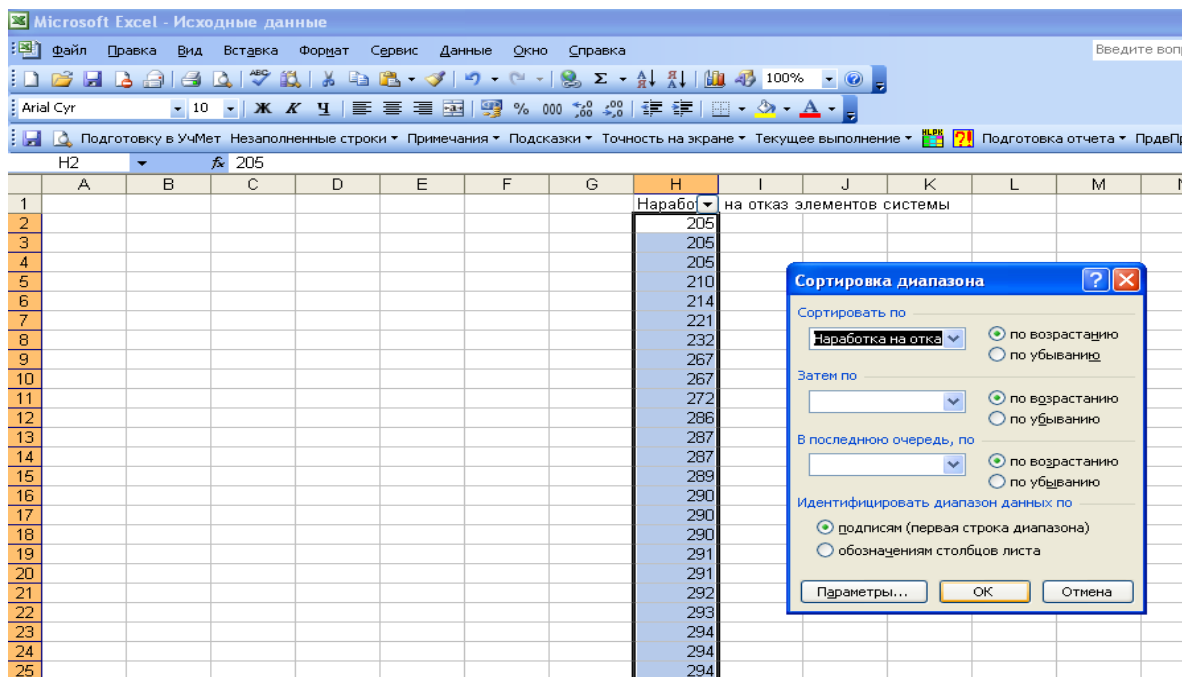 Microsoft Excel - Исходные данные
Файл Правка Вид Вставка Формат Сервис Данные Окно Справка Введите воп
100%
Arial Cyr 10 Ж К Ч % 000
Подготовку в УчМет Незаполненные строки Примечания Подсказки Точность на экране Текущее выполнение Подготовка отчета ПрдвП
H2 fx 205
A B C D E F G H I J K L M
1 Нарабо на отказ элементов системы
2 205
3 205
4 205
5 210
6 214
7 221
8 232
9 267
10 267
11 272
12 286
13 287
14 287
15 289
16 290
17 290
18 290
19 291
20 291
21 292
22 293
23 294
24 294
25 294
Сортировка диапазона
Сортировать по
Наработка на отка
по возрастанию
по убыванию
Затем по
по возрастанию
по убыванию
В последнюю очередь, по
по возрастанию
по убыванию
Идентифицировать диапазон данных по
подписям (первая строка диапазона)
обозначениям столбцов листа
Параметры... ОК Отмена